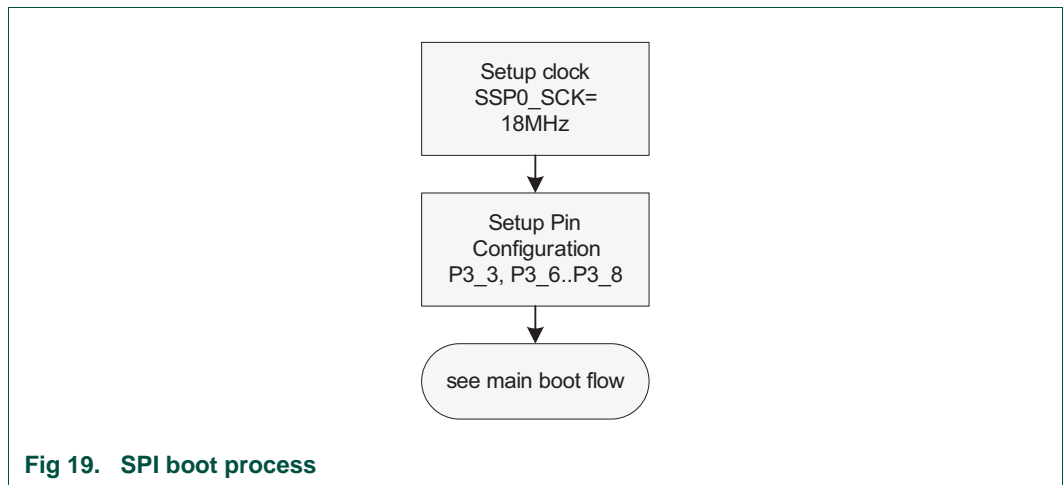 Setup clock
SSP0_SCK=
18MHz
Setup Pin
Configuration
P3_3, P3_6..P3_8
see main boot flow
Fig 19. SPI boot process